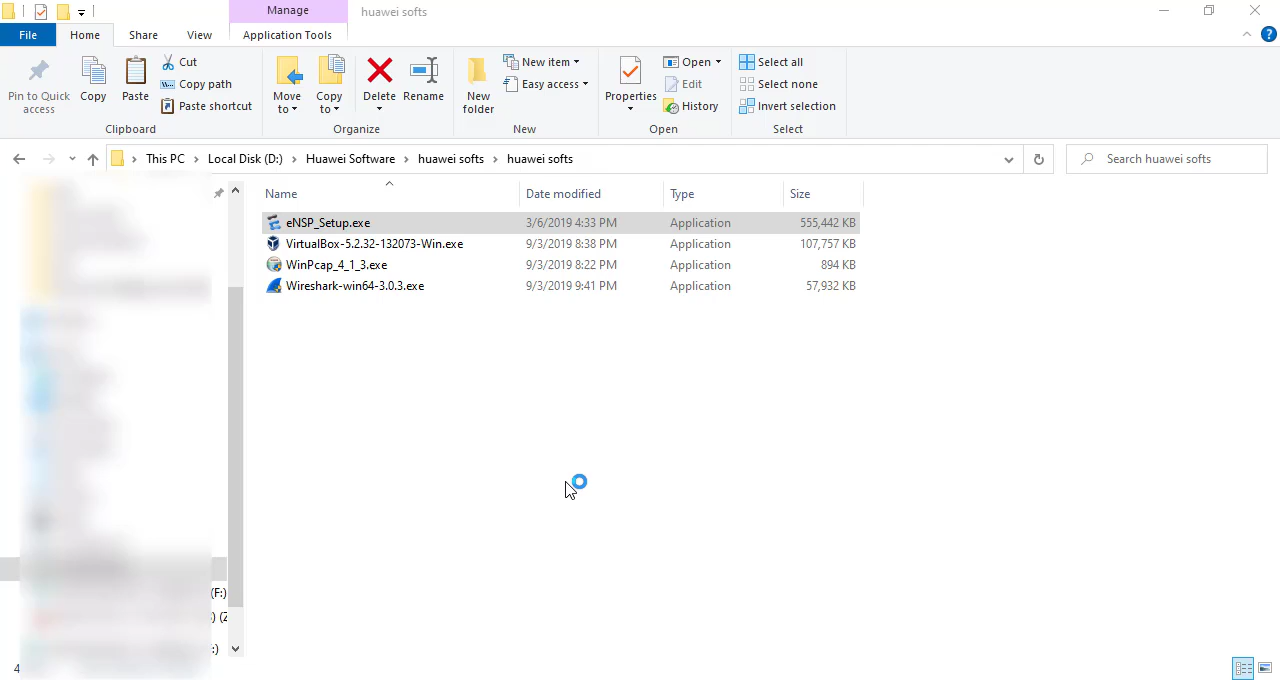 Manage
huawei softs
File
Home
Share
View
Application Tools
Pin to Quick access
Copy
Paste
Cut
Copy path
Paste shortcut
Clipboard
Move to
Copy to
Delete
Rename
Organize
New folder
New item
Easy access
New
Properties
Open
Edit
History
Open
Select all
Select none
Invert selection
Select
This PC > Local Disk (D:) > Huawei Software > huawei softs > huawei softs
Search huawei softs
Name Date modified Type Size
eNSP_Setup.exe 3/6/2019 4:33 PM Application 555,442 KB
VirtualBox-5.2.32-132073-Win.exe 9/3/2019 8:38 PM Application 107,757 KB
WinPcap_4_1_3.exe 9/3/2019 8:22 PM Application 894 KB
Wireshark-win64-3.0.3.exe 9/3/2019 9:41 PM Application 57,932 KB
(F:)
) (Z
:)
4